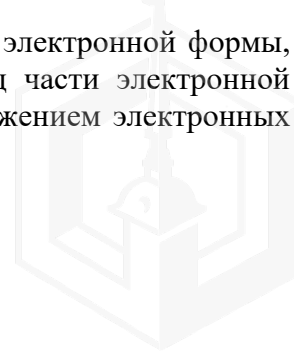 электронной формы,
ц части электронной
жением электронных